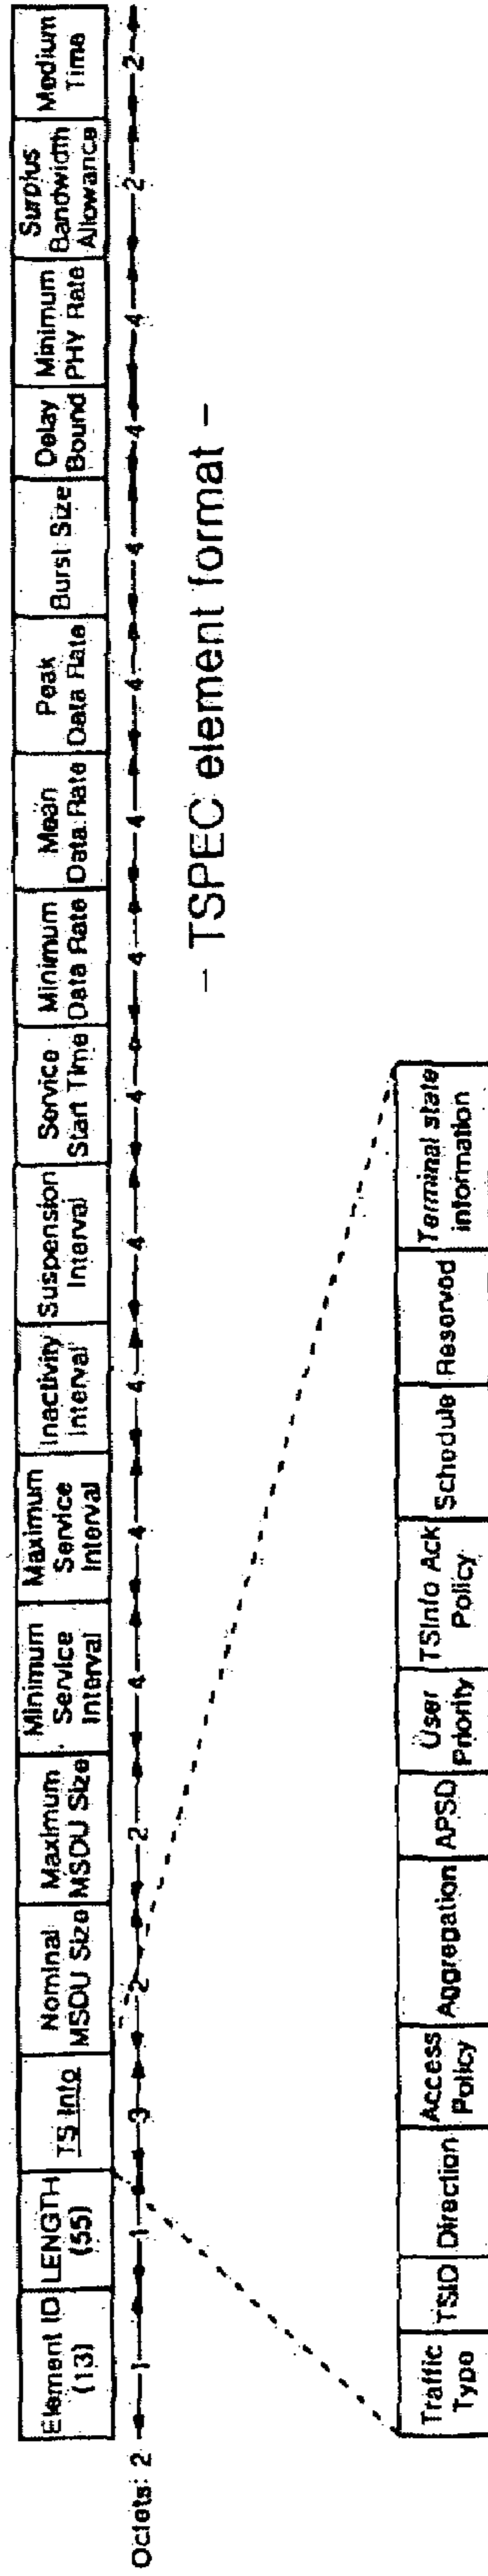 Element ID
(13)
LENGTH
(55)
TS Info
Nominal
MSDU Size
Maximum
MSDU Size
Minimum
Service
Interval
Maximum
Service
Interval
Inactivity
Interval
Suspension
Interval
Service
Start Time
Minimum
Data Rate
Mean
Data Rate
Peak
Data Rate
Burst Size
Delay
Bound
Minimum
PHY Rate
Surplus
Bandwidth
Allowance
Medium
Time
Octets: 2 1 1 3 2 2 4 4 4 4 4 4 4 4 4 4 4 2 2
– TSPEC element format –
Traffic
Type
TSID
Direction
Access
Policy
Aggregation
APSD
User
Priority
TSInfo Ack
Policy
Schedule
Reserved
Terminal state
information